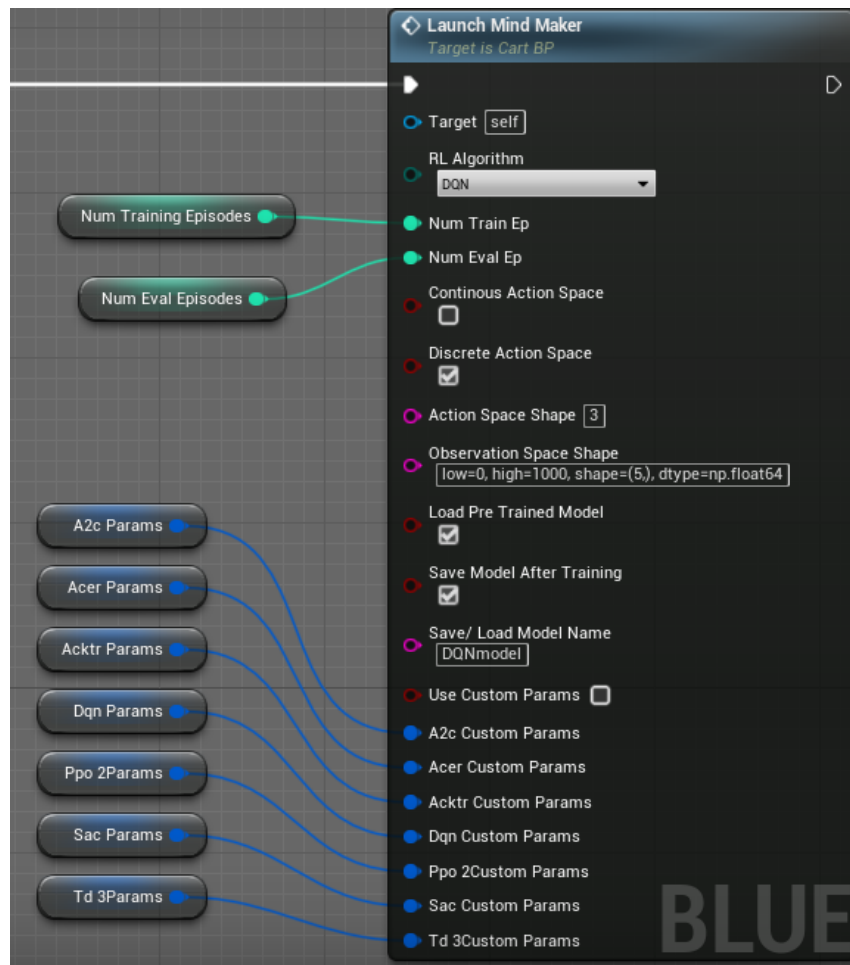 Launch Mind Maker
Target is Cart BP
Target self
RL Algorithm
DQN
Num Training Episodes
Num Train Ep
Num Eval Ep
Num Eval Episodes
Continous Action Space
Discrete Action Space
Action Space Shape 3
Observation Space Shape
low=0, high=1000, shape=(5,), dtype=np.float64
Load Pre Trained Model
Save Model After Training
Save/ Load Model Name
DQNmodel
Use Custom Params
A2c Params
Acer Params
Acktr Params
Dqn Params
Ppo 2Params
Sac Params
Td 3Params
A2c Custom Params
Acer Custom Params
Acktr Custom Params
Dqn Custom Params
Ppo 2Custom Params
Sac Custom Params
Td 3Custom Params
BLUE